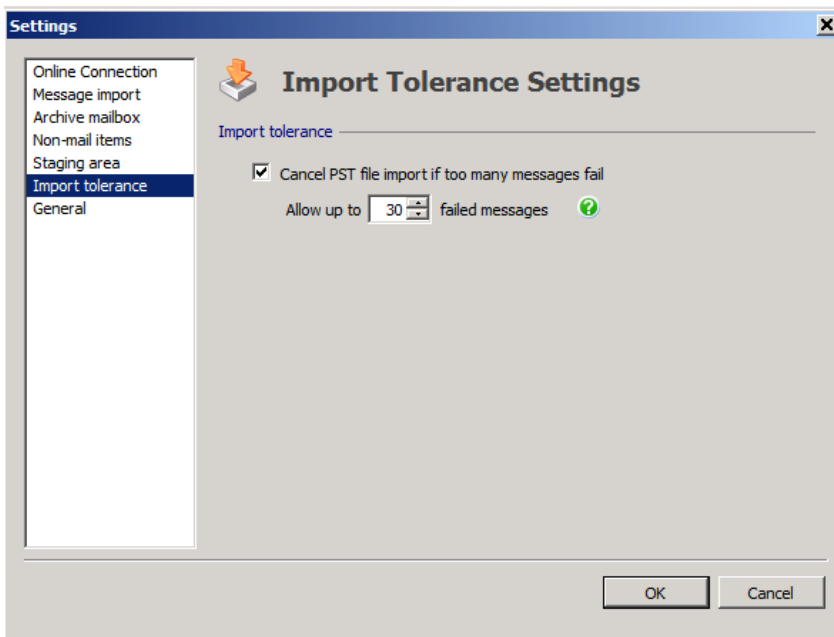 Settings
Online Connection
Message import
Archive mailbox
Non-mail items
Staging area
Import tolerance
General
Import Tolerance Settings
Import tolerance
Cancel PST file import if too many messages fail
Allow up to 30 failed messages ?
OK Cancel